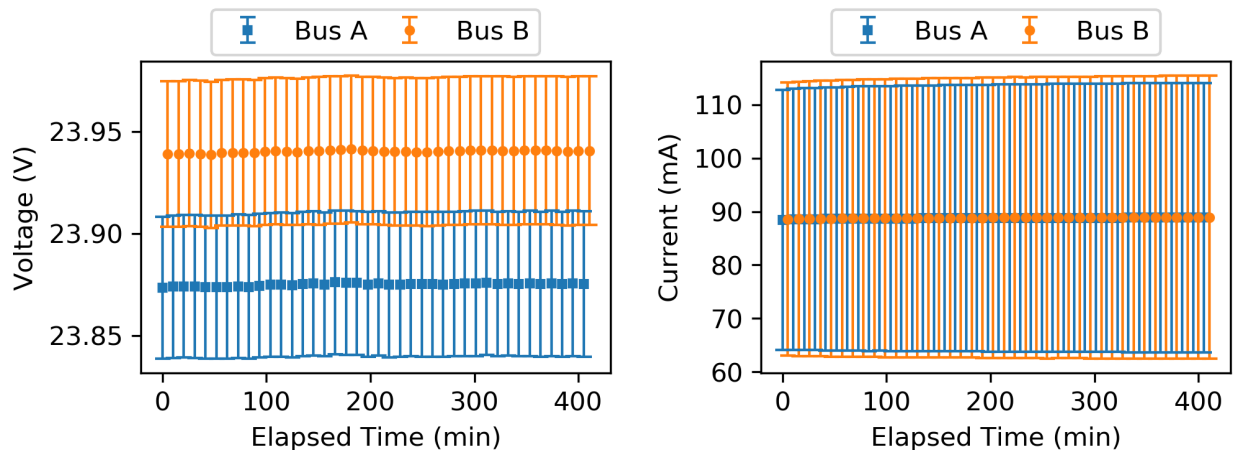 Bus A Bus B
Voltage (V)
23.95
23.90
23.85
0 100 200 300 400
Elapsed Time (min)
Bus A Bus B
Current (mA)
110
100
90
80
70
60
0 100 200 300 400
Elapsed Time (min)